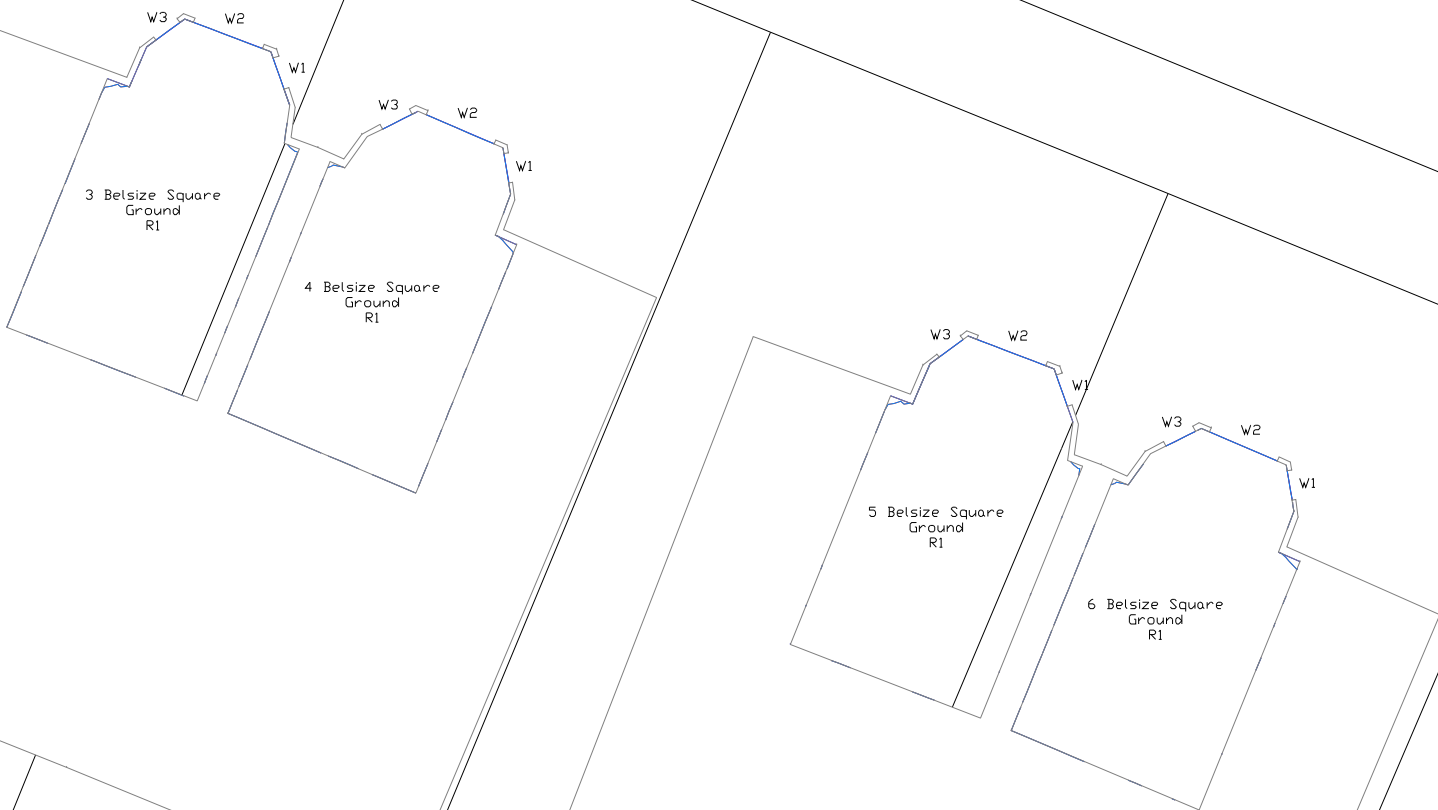 W3
W2
W1
3 Belsize Square
Ground
R1
W3
W2
W1
4 Belsize Square
Ground
R1
W3
W2
W1
5 Belsize Square
Ground
R1
W3
W2
W1
6 Belsize Square
Ground
R1